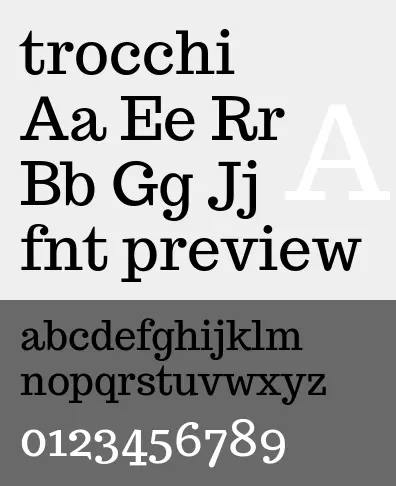 trocchi
Aa Ee Rr
A
Bb Gg Jj
fnt preview
abcdefghijklm
nopqrstuvwxyz
0123456789